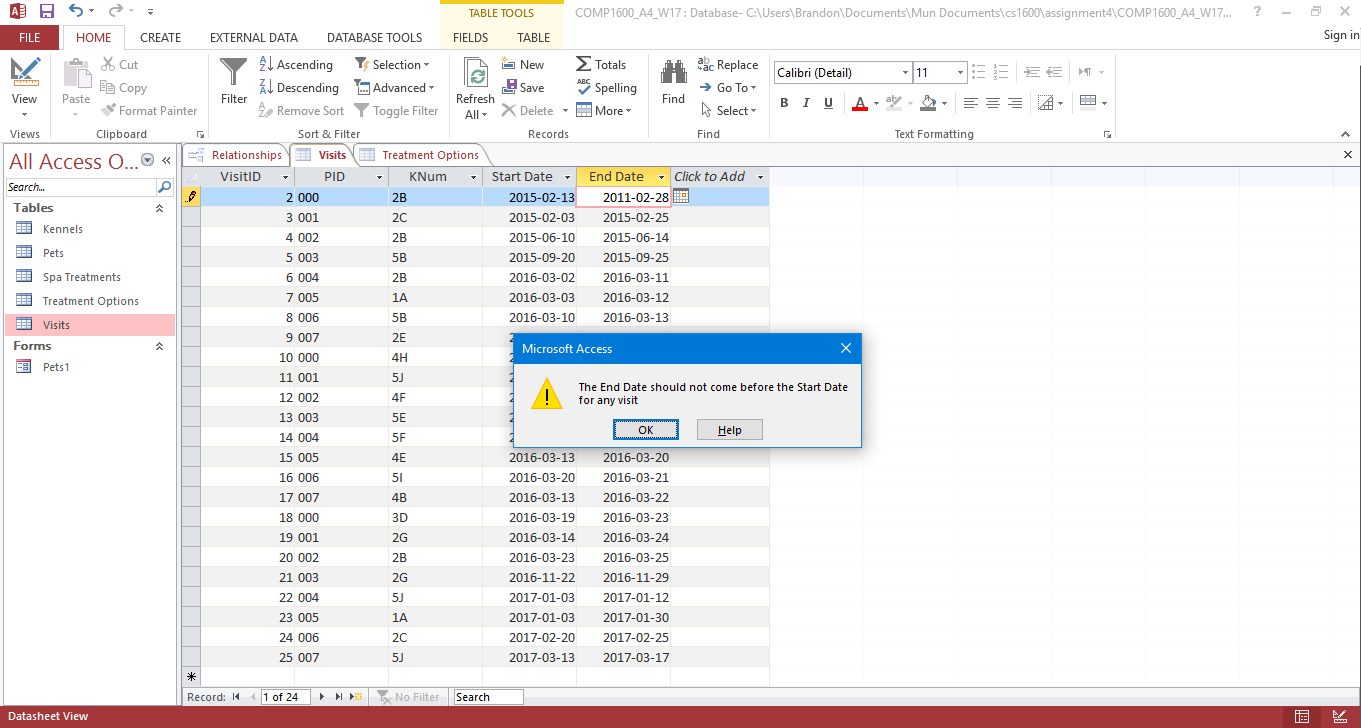 TABLE TOOLS
COMP1600_A4_W17 : Database- C:\Users\Brandon\Documents\Mun Documents\cs1600\assignment4\COMP1600_A4_W17...
?
FILE HOME CREATE EXTERNAL DATA DATABASE TOOLS FIELDS TABLE
Sign in
View
Views
Paste
Cut
Copy
Format Painter
Clipboard
Filter
Ascending
Descending
Remove Sort
Selection
Advanced
Toggle Filter
Sort & Filter
Refresh
All
New
Save
Delete
Totals
Spelling
More
Records
Find
Replace
Go To
Select
Find
Calibri (Detail) 11
B I U A
Text Formatting
All Access O...
Search...
Tables
Kennels
Pets
Spa Treatments
Treatment Options
Visits
Forms
Pets1
Relationships Visits Treatment Options
VisitID PID KNum Start Date End Date Click to Add
2 000 2B 2015-02-13 2011-02-28
3 001 2C 2015-02-03 2015-02-25
4 002 2B 2015-06-10 2015-06-14
5 003 5B 2015-09-20 2015-09-25
6 004 2B 2016-03-02 2016-03-11
7 005 1A 2016-03-03 2016-03-12
8 006 5B 2016-03-10 2016-03-13
9 007 2E 2
10 000 4H 2
11 001 5J 2
12 002 4F 2
13 003 5E 2
14 004 5F 2
15 005 4E 2016-03-13 2016-03-20
16 006 5I 2016-03-20 2016-03-21
17 007 4B 2016-03-13 2016-03-22
18 000 3D 2016-03-19 2016-03-23
19 001 2G 2016-03-14 2016-03-24
20 002 2B 2016-03-23 2016-03-25
21 003 2G 2016-11-22 2016-11-29
22 004 5J 2017-01-03 2017-01-12
23 005 1A 2017-01-03 2017-01-30
24 006 2C 2017-02-20 2017-02-25
25 007 5J 2017-03-13 2017-03-17
Microsoft Access
The End Date should not come before the Start Date
for any visit
OK Help
Record: 1 of 24 No Filter Search
Datasheet View